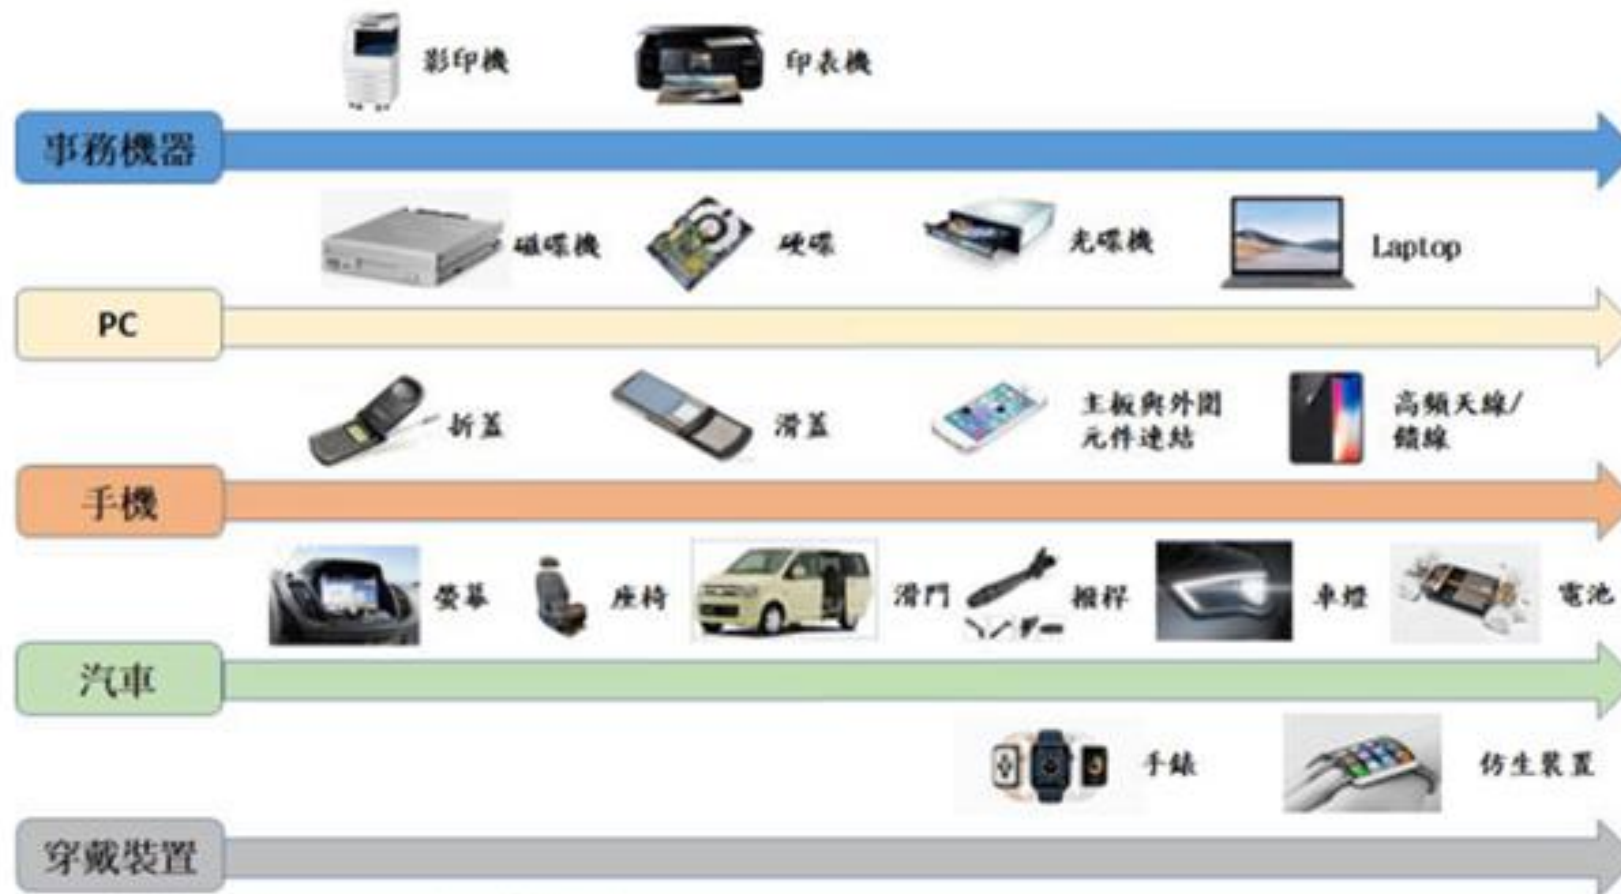 影印機
印表機
事務機器
磁碟機
硬碟
光碟機
Laptop
PC
折蓋
滑蓋
主板與外圍
元件連結
高頻天線/
饋線
手機
螢幕
座椅
滑門
撥桿
車燈
電池
汽車
手錶
仿生裝置
穿戴裝置